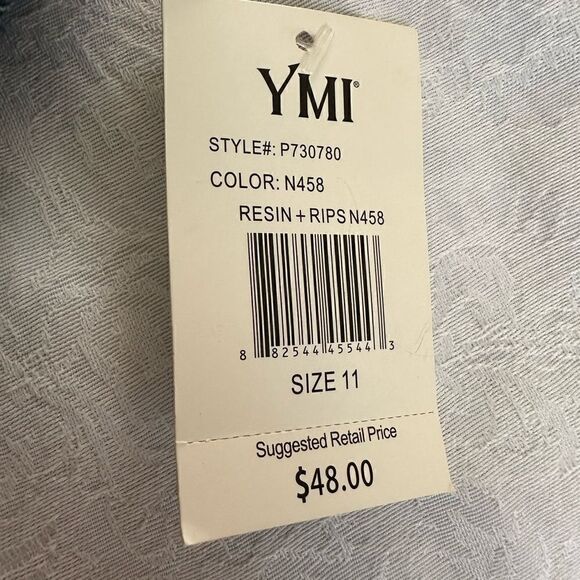 YMI®
STYLE#: P730780
COLOR: N458
RESIN + RIPS N458
8 82544 45544 3
SIZE 11
Suggested Retail Price
$48.00